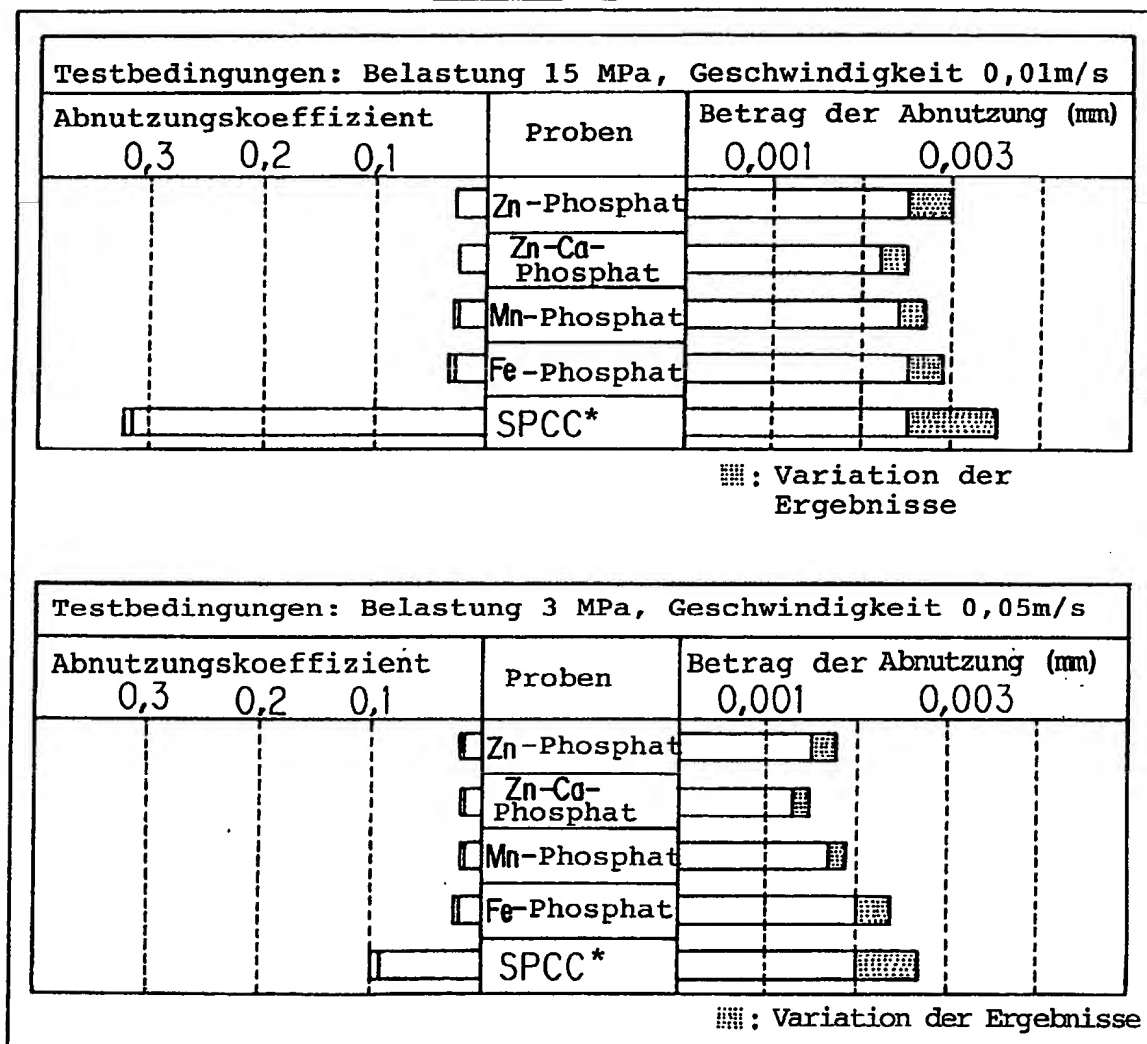 Testbedingungen: Belastung 15 MPa, Geschwindigkeit 0,01m/s
Abnutzungskoeffizient
0,3 0,2 0,1
Proben
Betrag der Abnutzung (mm)
0,001 0,003
Zn-Phosphat
Zn-Ca-
Phosphat
Mn-Phosphat
Fe-Phosphat
SPCC*
: Variation der
Ergebnisse
Testbedingungen: Belastung 3 MPa, Geschwindigkeit 0,05m/s
Abnutzungskoeffizient
0,3 0,2 0,1
Proben
Betrag der Abnutzung (mm)
0,001 0,003
Zn-Phosphat
Zn-Ca-
Phosphat
Mn-Phosphat
Fe-Phosphat
SPCC*
: Variation der Ergebnisse